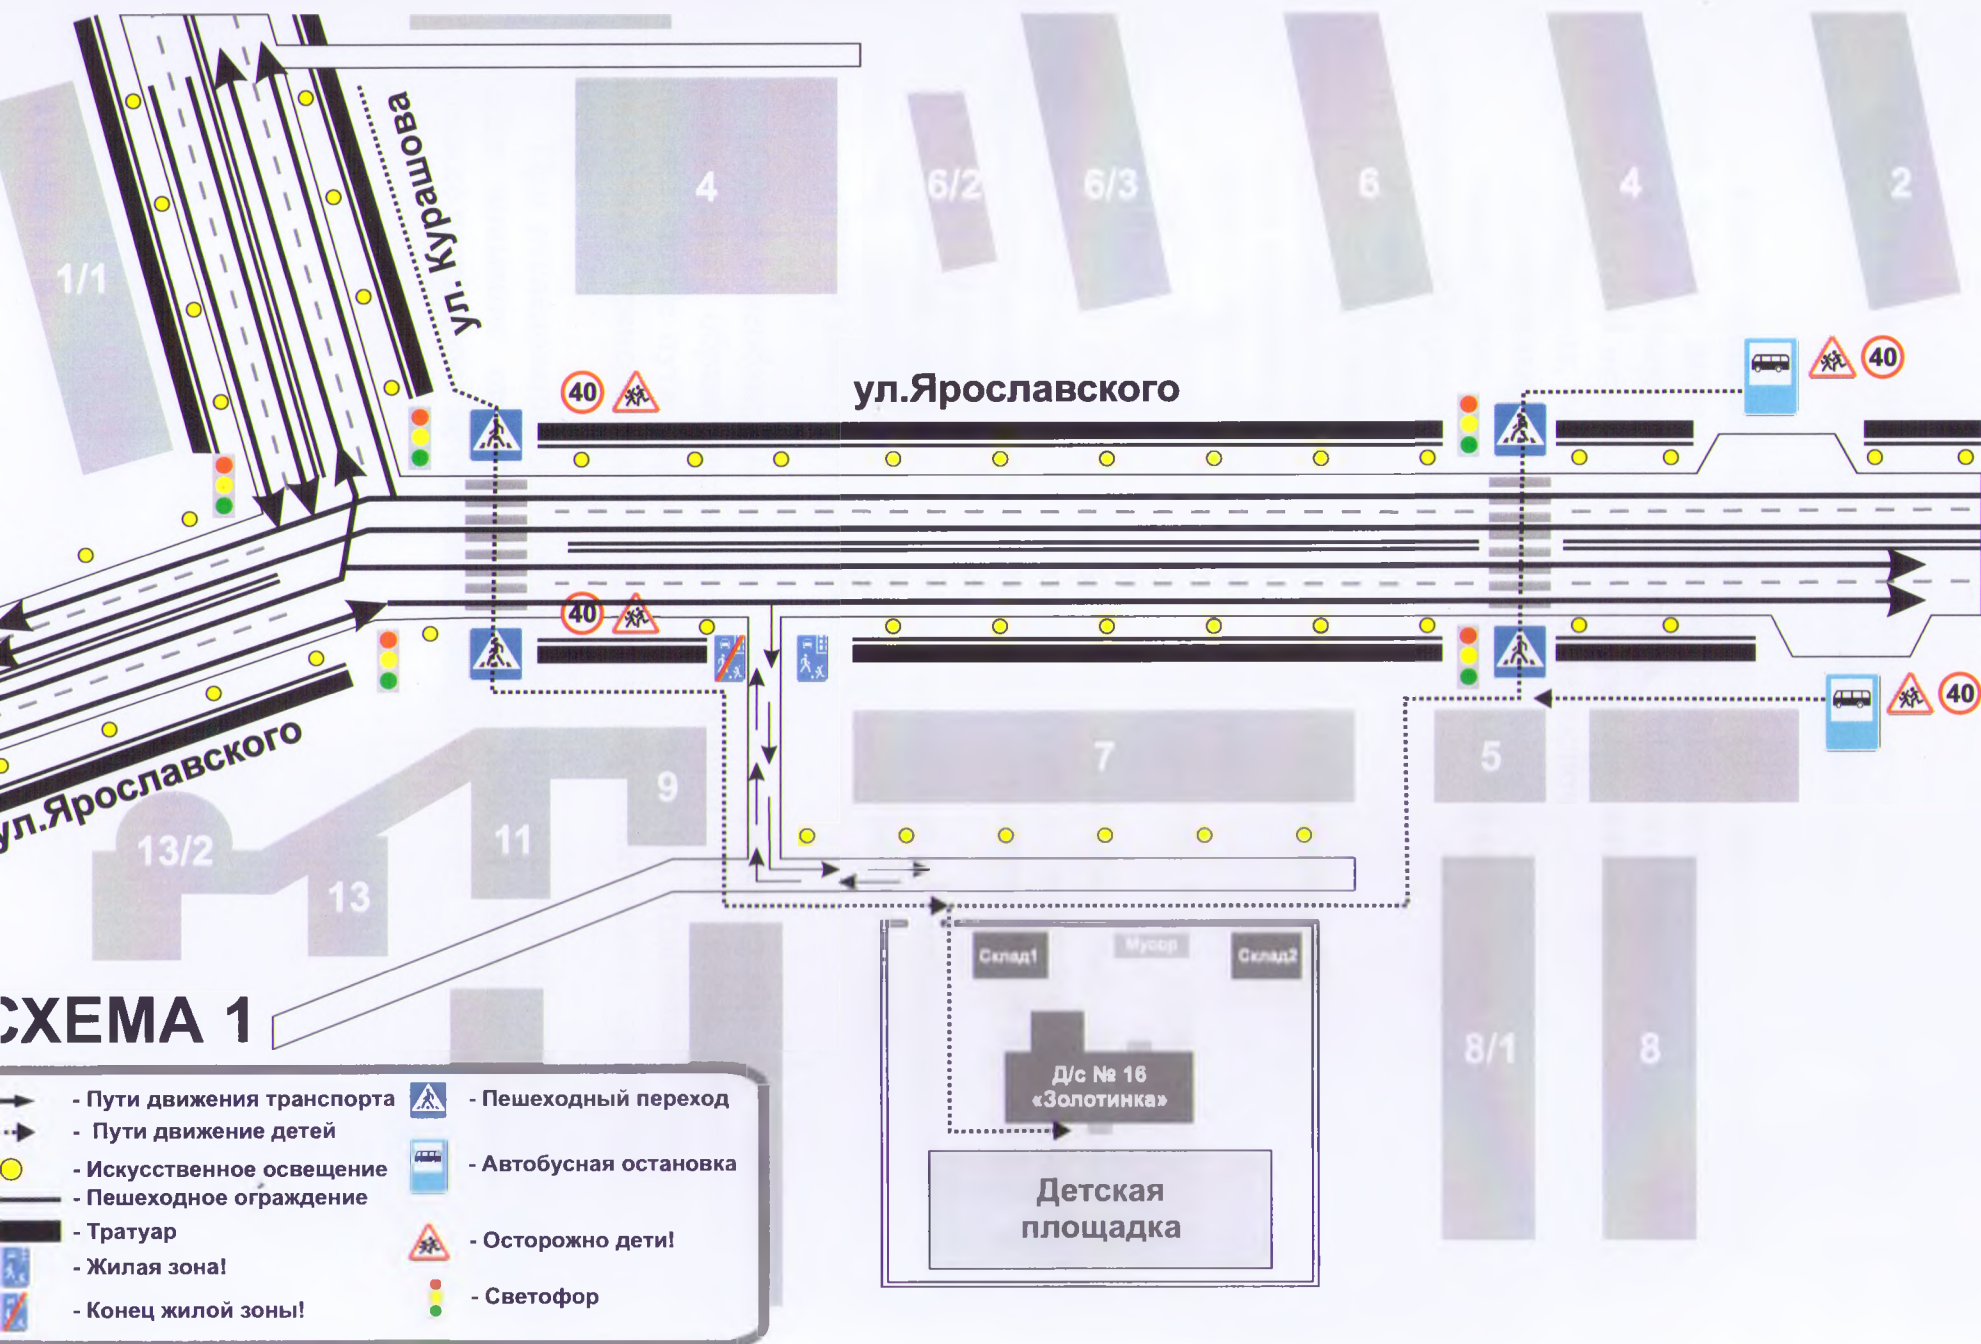 ул. Курашова
4
6/2
6/3
6
4
2
1/1
40
ул.Ярославского
40
40
40
ул.Ярославского
7
5
9
11
13/2
13
Склад1
Мусор
Склад2
8/1
8
Д/с № 16
«Золотинка»
Детская
площадка
СХЕМА 1
- Пути движения транспорта
- Пути движение детей
- Искусственное освещение
- Пешеходное ограждение
- Тратуар
- Жилая зона!
- Конец жилой зоны!
- Пешеходный переход
- Автобусная остановка
- Осторожно дети!
- Светофор